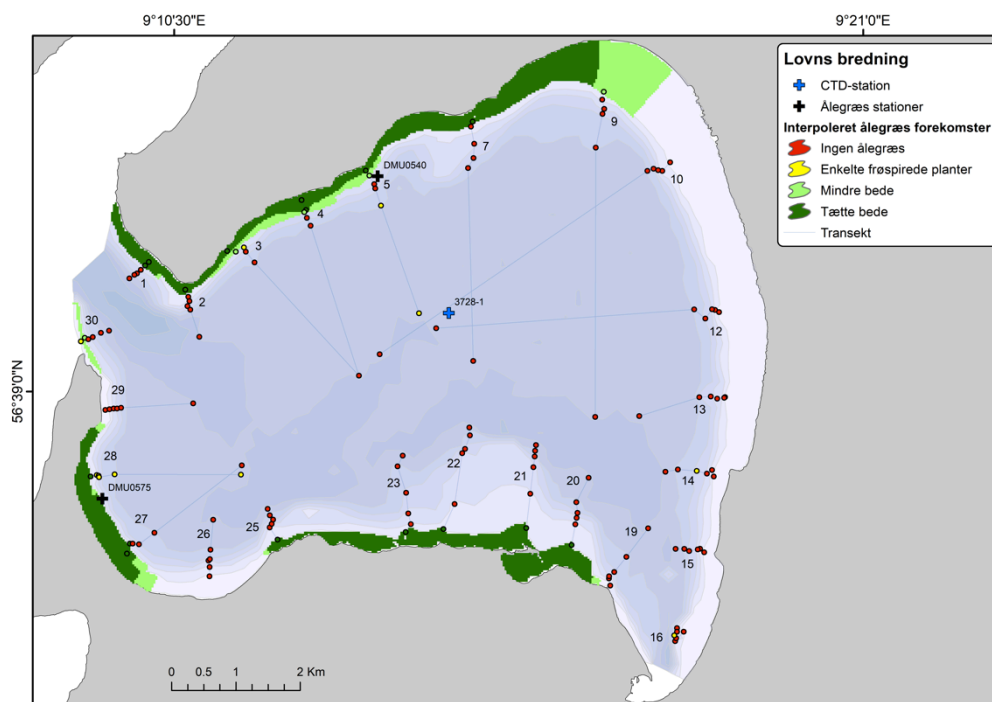 9°10'30"E
9°21'0"E
56°39'0"N
Lovns bredning
CTD-station
Ålegræs stationer
Interpoleret ålegræs forekomster
Ingen ålegræs
Enkelte frøspirede planter
Mindre bede
Tætte bede
Transekt
9
7
DMU0540
10
5
4
3
1
2
3728-1
30
12
29
13
28
22
21
14
DMU0575
23
20
27
26
25
19
15
16
0 0.5 1 2 Km